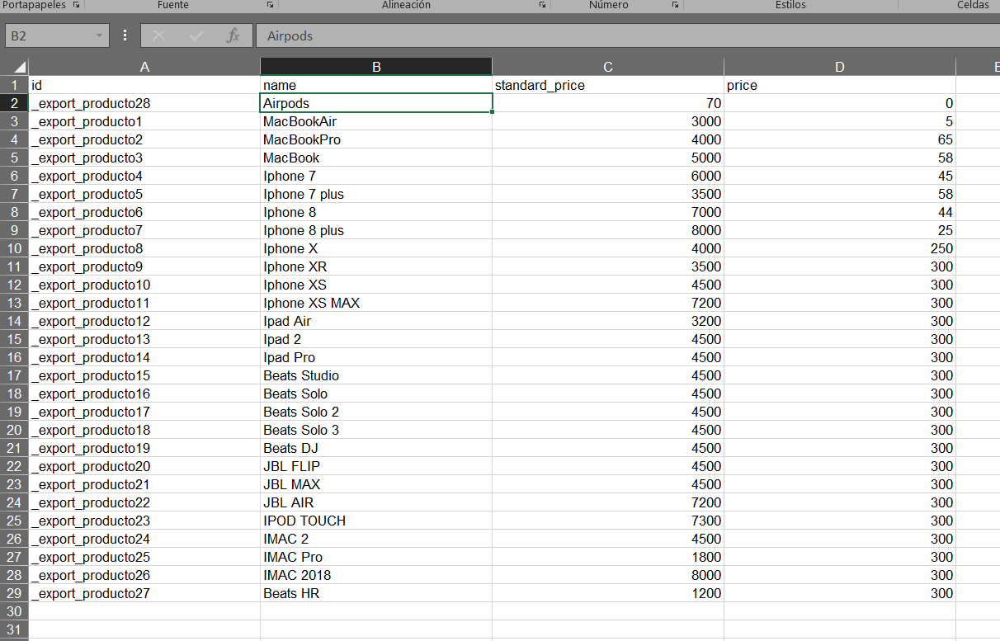 Portapapeles Fuente Alineación Número Estilos Celdas
B2 fx Airpods
A B C D E
1 id name standard_price price
2 _export_producto28 Airpods 70 0
3 _export_producto1 MacBookAir 3000 5
4 _export_producto2 MacBookPro 4000 65
5 _export_producto3 MacBook 5000 58
6 _export_producto4 Iphone 7 6000 45
7 _export_producto5 Iphone 7 plus 3500 58
8 _export_producto6 Iphone 8 7000 44
9 _export_producto7 Iphone 8 plus 8000 25
10 _export_producto8 Iphone X 4000 250
11 _export_producto9 Iphone XR 3500 300
12 _export_producto10 Iphone XS 4500 300
13 _export_producto11 Iphone XS MAX 7200 300
14 _export_producto12 Ipad Air 3200 300
15 _export_producto13 Ipad 2 4500 300
16 _export_producto14 Ipad Pro 4500 300
17 _export_producto15 Beats Studio 4500 300
18 _export_producto16 Beats Solo 4500 300
19 _export_producto17 Beats Solo 2 4500 300
20 _export_producto18 Beats Solo 3 4500 300
21 _export_producto19 Beats DJ 4500 300
22 _export_producto20 JBL FLIP 4500 300
23 _export_producto21 JBL MAX 4500 300
24 _export_producto22 JBL AIR 7200 300
25 _export_producto23 IPOD TOUCH 7300 300
26 _export_producto24 IMAC 2 4500 300
27 _export_producto25 IMAC Pro 1800 300
28 _export_producto26 IMAC 2018 8000 300
29 _export_producto27 Beats HR 1200 300
30
31